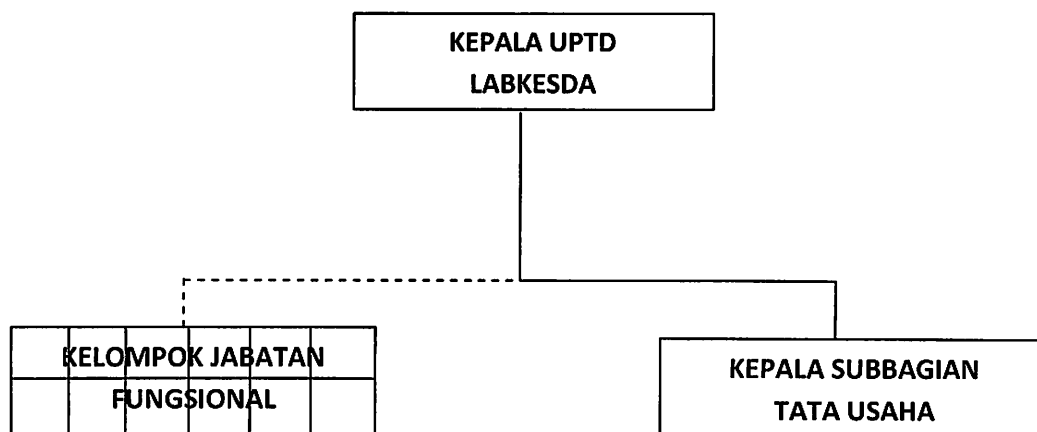 KEPALA UPTD
LABKESDA
KELOMPOK JABATAN
FUNGSIONAL
KEPALA SUBBAGIAN
TATA USAHA